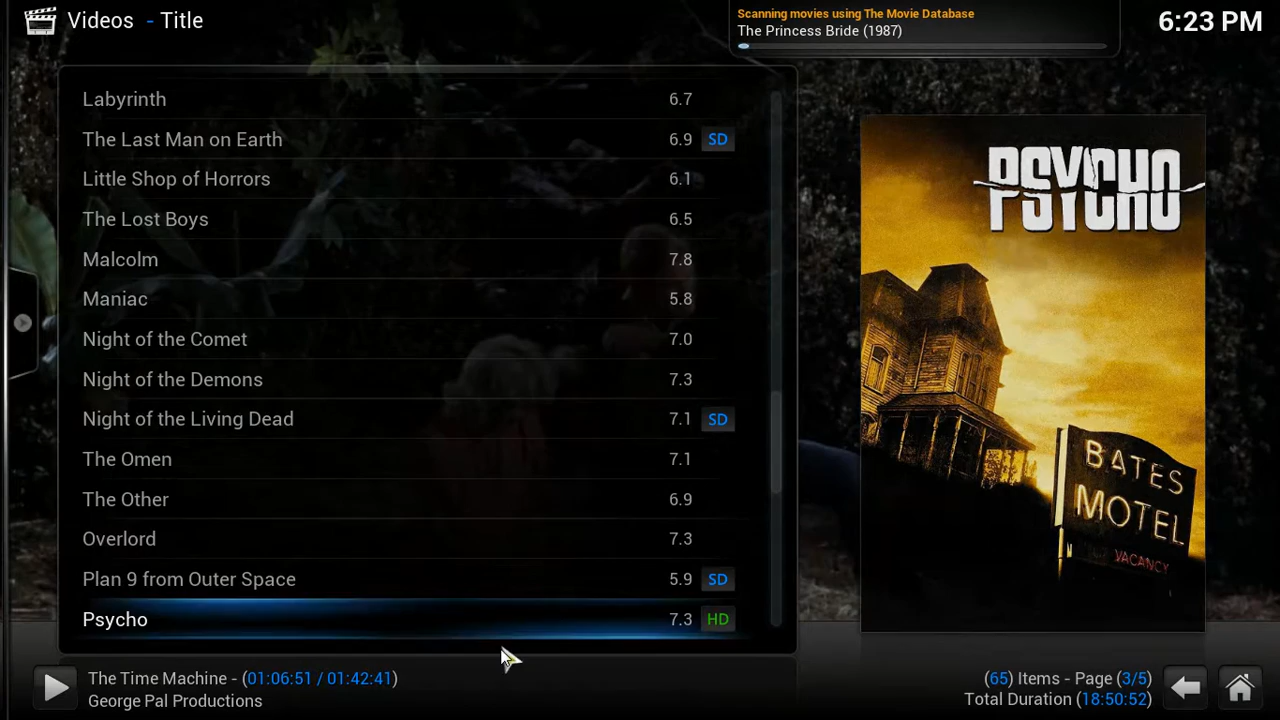 Videos - Title
Scanning movies using The Movie Database
The Princess Bride (1987)
6:23 PM
Labyrinth 6.7
The Last Man on Earth 6.9 SD
Little Shop of Horrors 6.1
The Lost Boys 6.5
Malcolm 7.8
Maniac 5.8
Night of the Comet 7.0
Night of the Demons 7.3
Night of the Living Dead 7.1 SD
The Omen 7.1
The Other 6.9
Overlord 7.3
Plan 9 from Outer Space 5.9 SD
Psycho 7.3 HD
PSYCHO
BATES
MOTEL
VACANCY
The Time Machine - (01:06:51 / 01:42:41)
George Pal Productions
(65) Items - Page (3/5)
Total Duration (18:50:52)